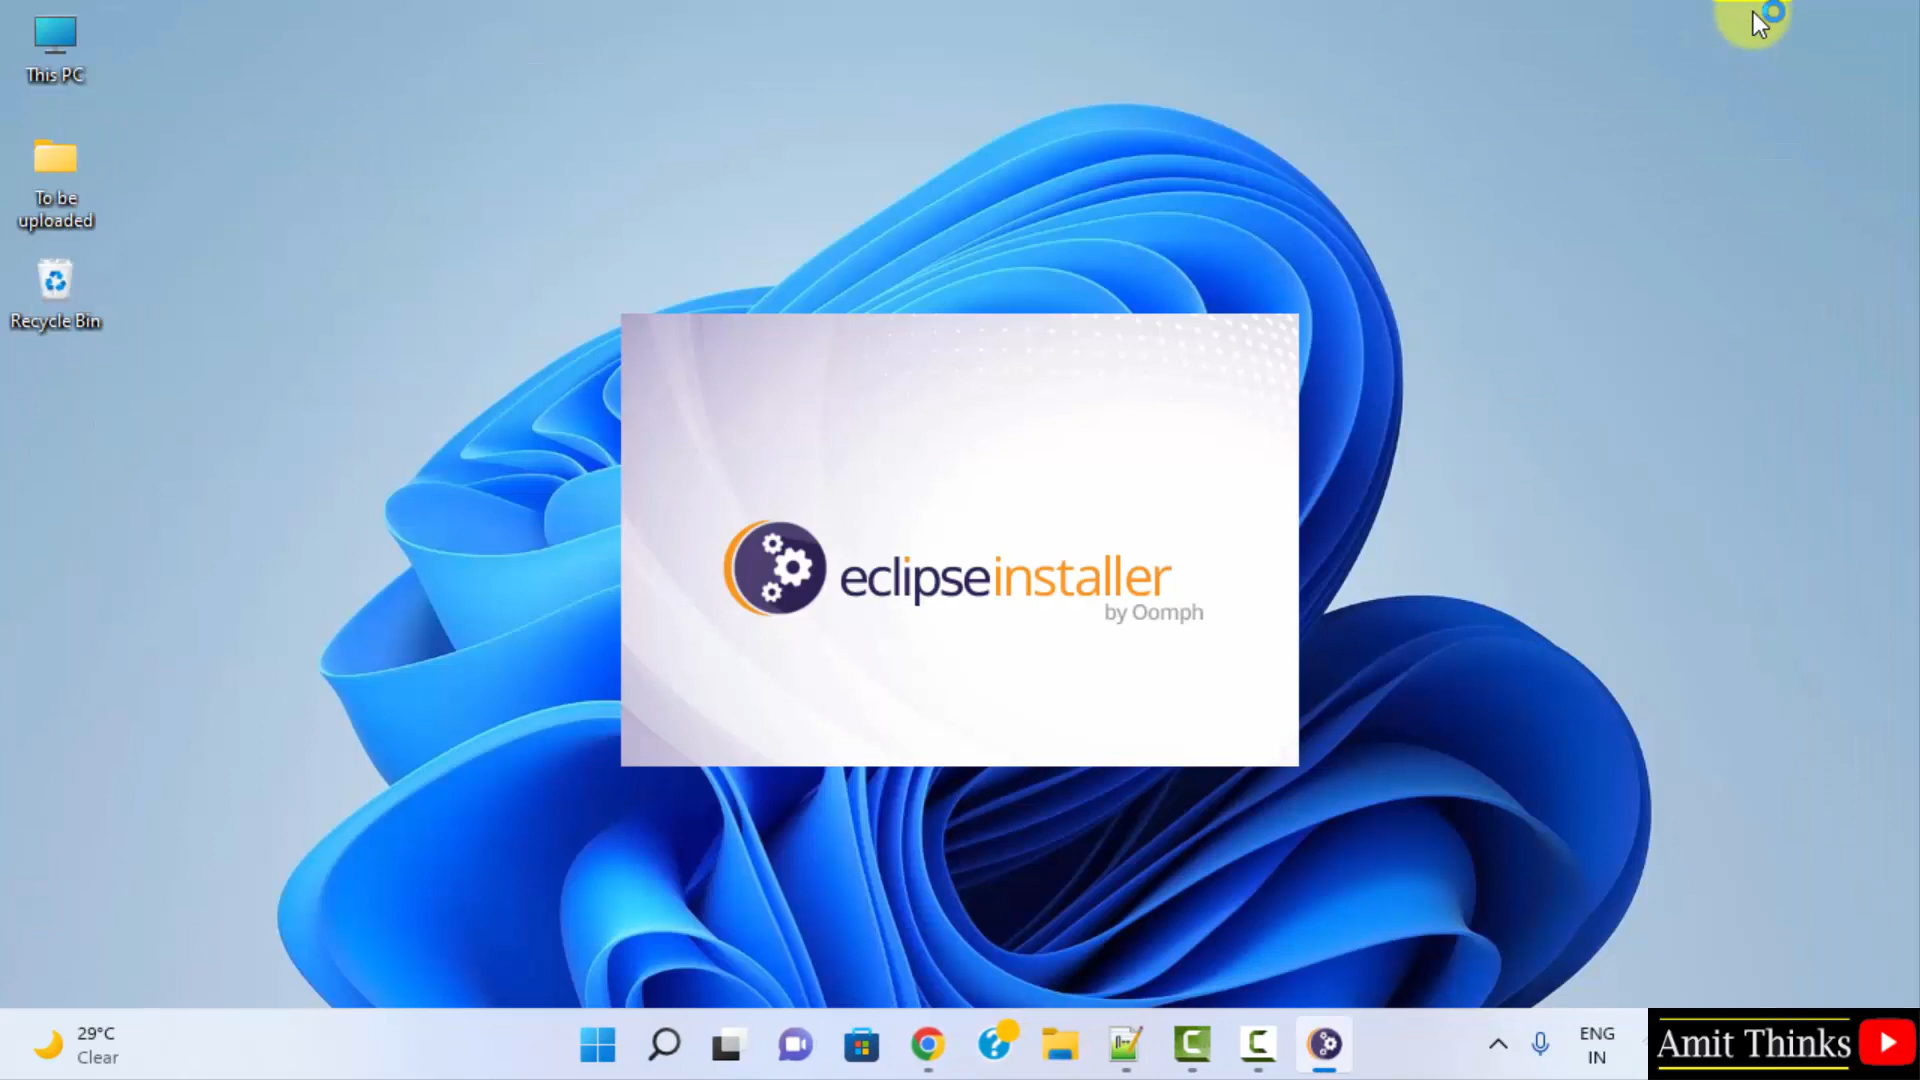 This PC
To be
uploaded
Recycle Bin
eclipseinstaller
by Oomph
29°C
Clear
ENG
IN
Amit Thinks